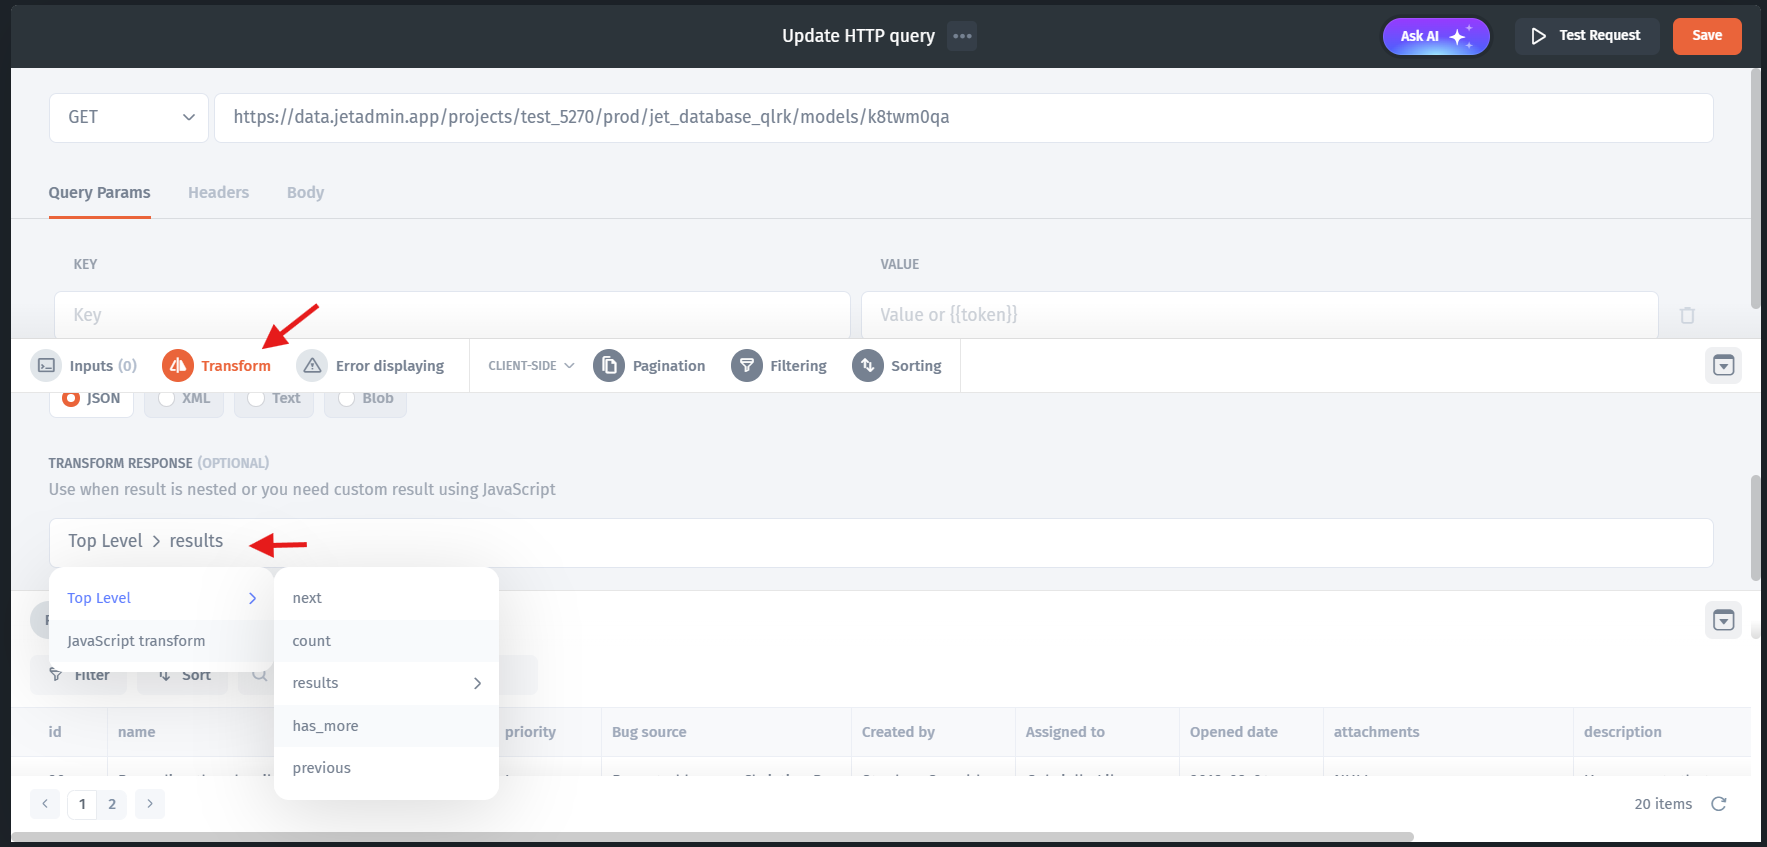 Update HTTP query
Ask AI
Test Request
Save
GET
https://data.jetadmin.app/projects/test_5270/prod/jet_database_qlrk/models/k8twm0qa
Query Params Headers Body
KEY VALUE
Key Value or {{token}}
Inputs (0) Transform Error displaying CLIENT-SIDE Pagination Filtering Sorting
JSON XML Text Blob
TRANSFORM RESPONSE (OPTIONAL)
Use when result is nested or you need custom result using JavaScript
Top Level > results
Top Level next
JavaScript transform count
Filter Sort results
has_more
id name priority Bug source Created by Assigned to Opened date attachments description
previous
1 2 20 items